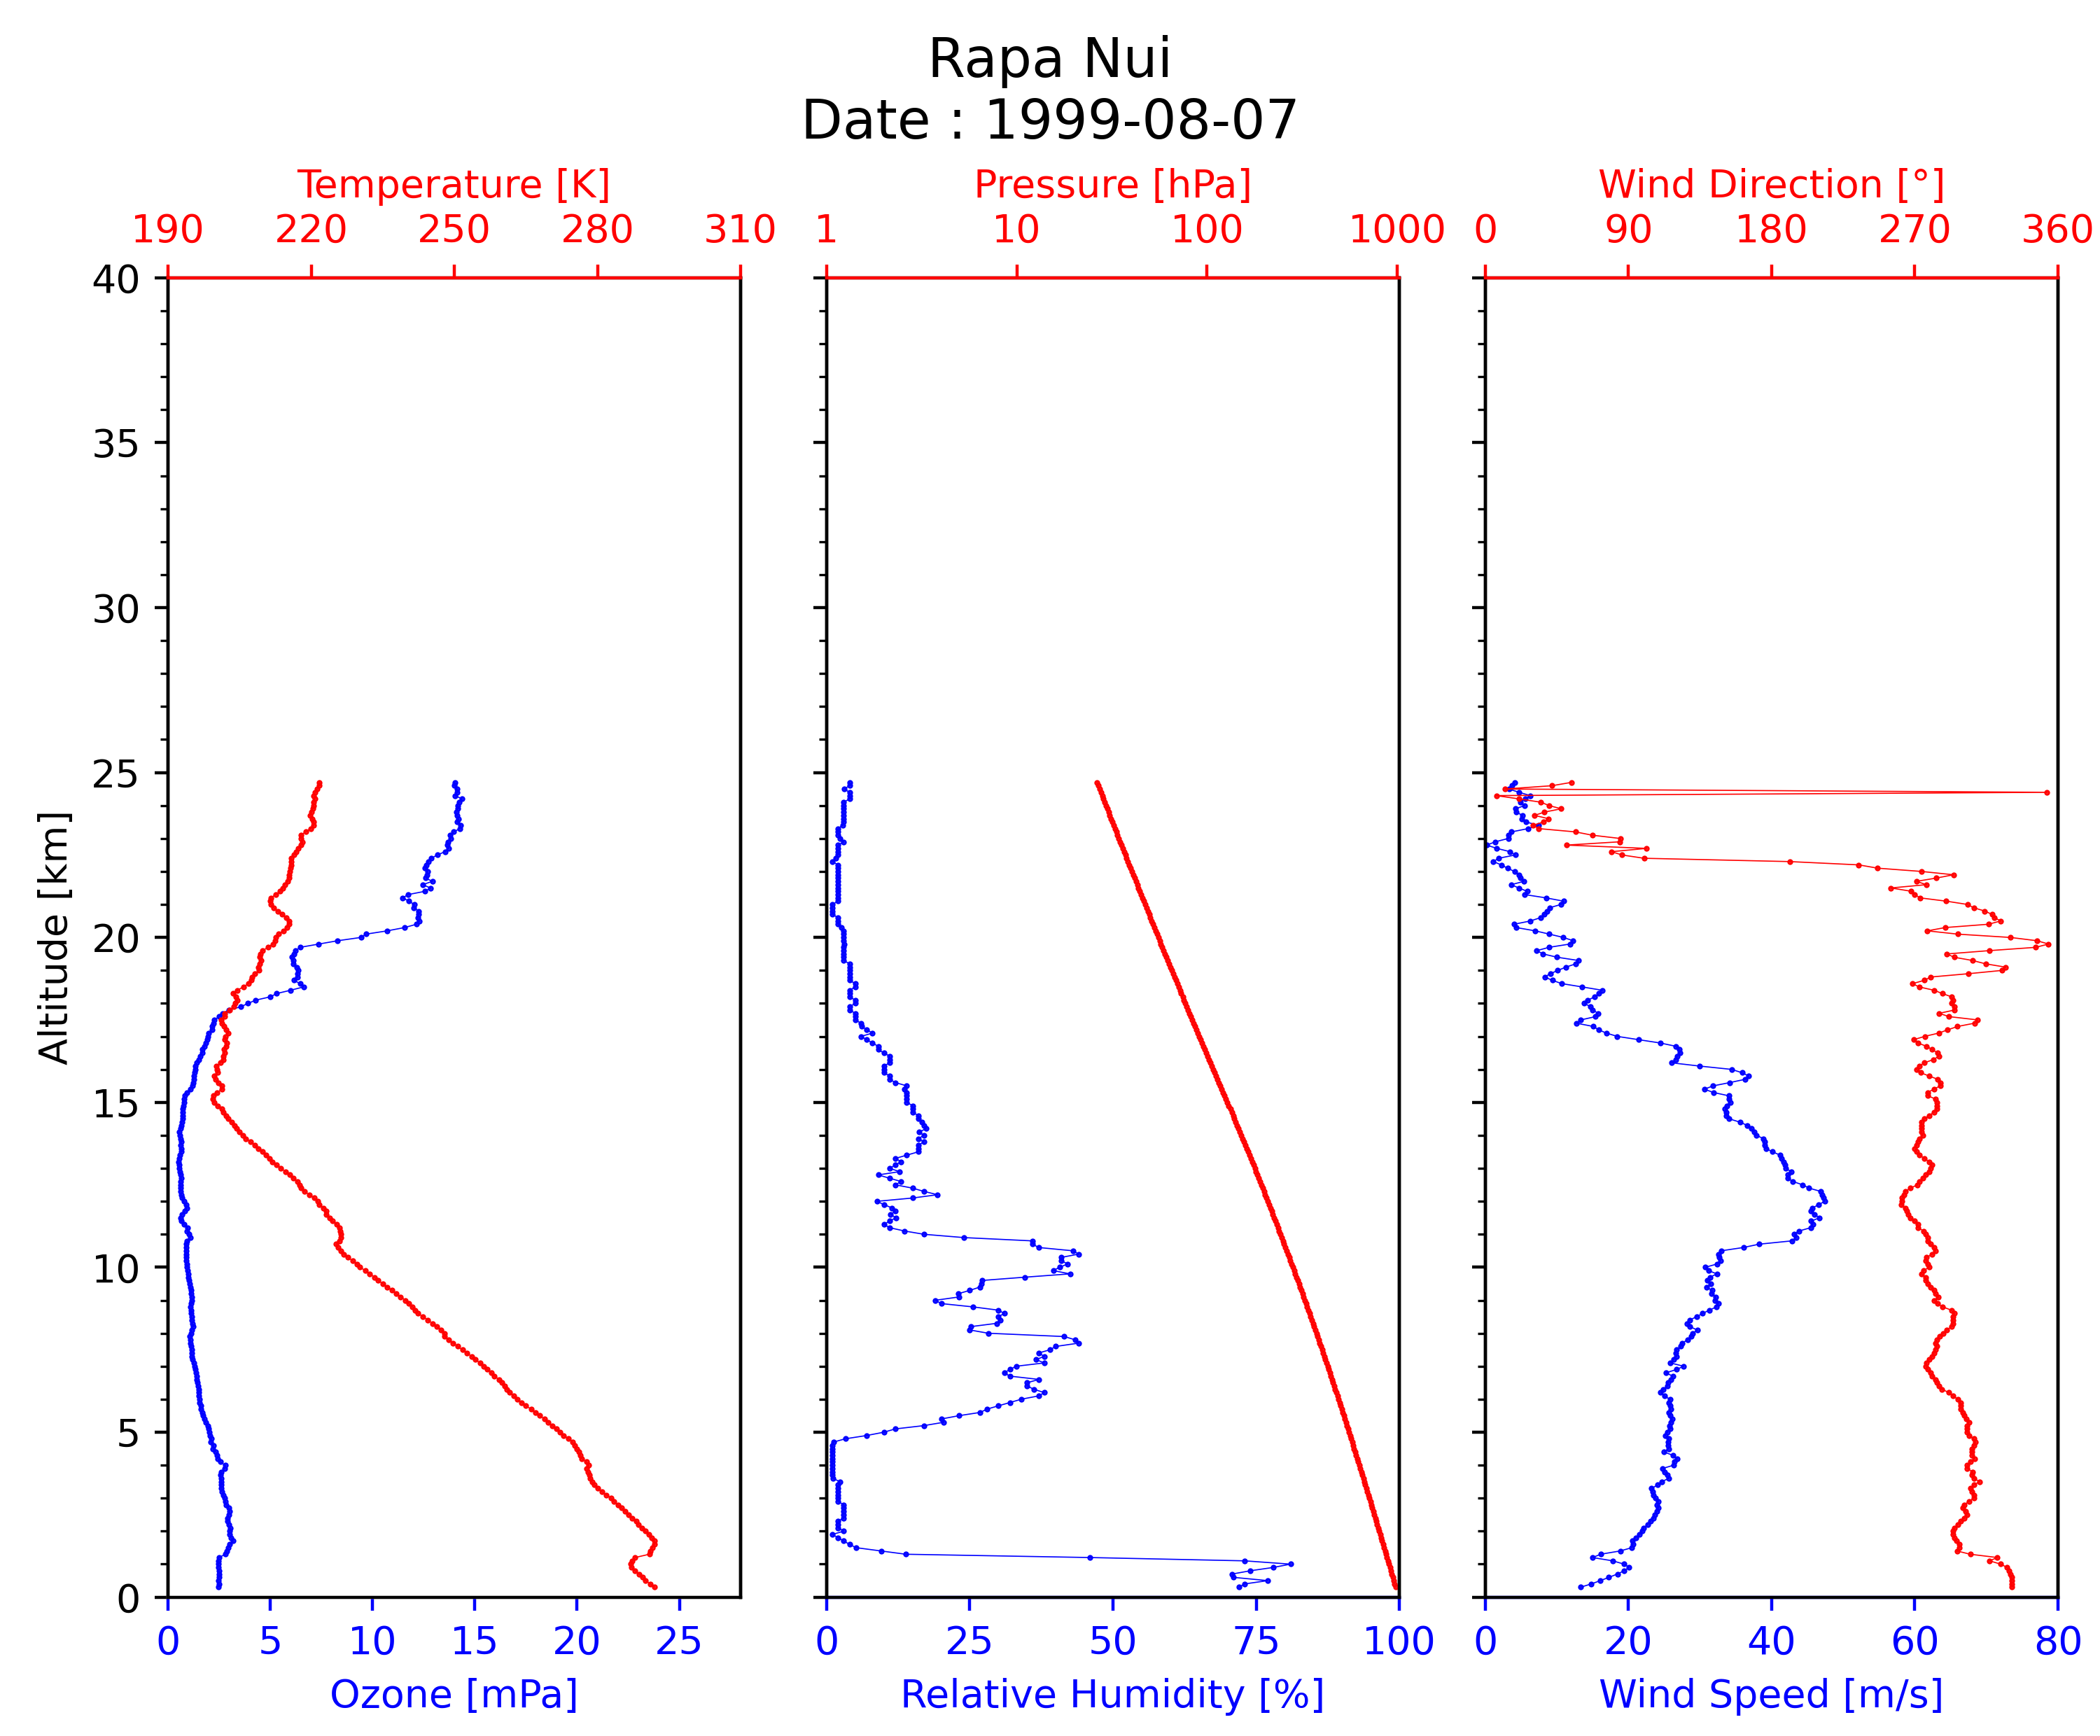 Rapa Nui
Date : 1999-08-07
Temperature [K]
190 220 250 280 310
Pressure [hPa]
1 10 100 1000
Wind Direction [°]
0 90 180 270 360
Altitude [km]
40
35
30
25
20
15
10
5
0
0 5 10 15 20 25
Ozone [mPa]
0 25 50 75 100
Relative Humidity [%]
0 20 40 60 80
Wind Speed [m/s]